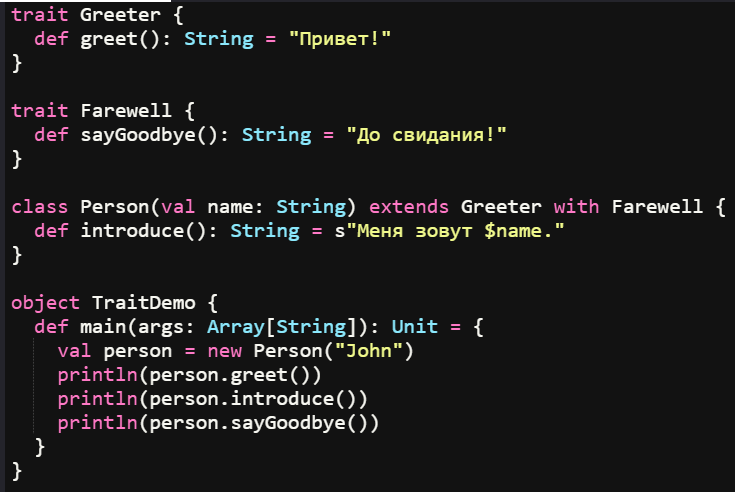 trait Greeter {
  def greet(): String = "Привет!"
}

trait Farewell {
  def sayGoodbye(): String = "До свидания!"
}

class Person(val name: String) extends Greeter with Farewell {
  def introduce(): String = s"Меня зовут $name."
}

object TraitDemo {
  def main(args: Array[String]): Unit = {
    val person = new Person("John")
    println(person.greet())
    println(person.introduce())
    println(person.sayGoodbye())
  }
}